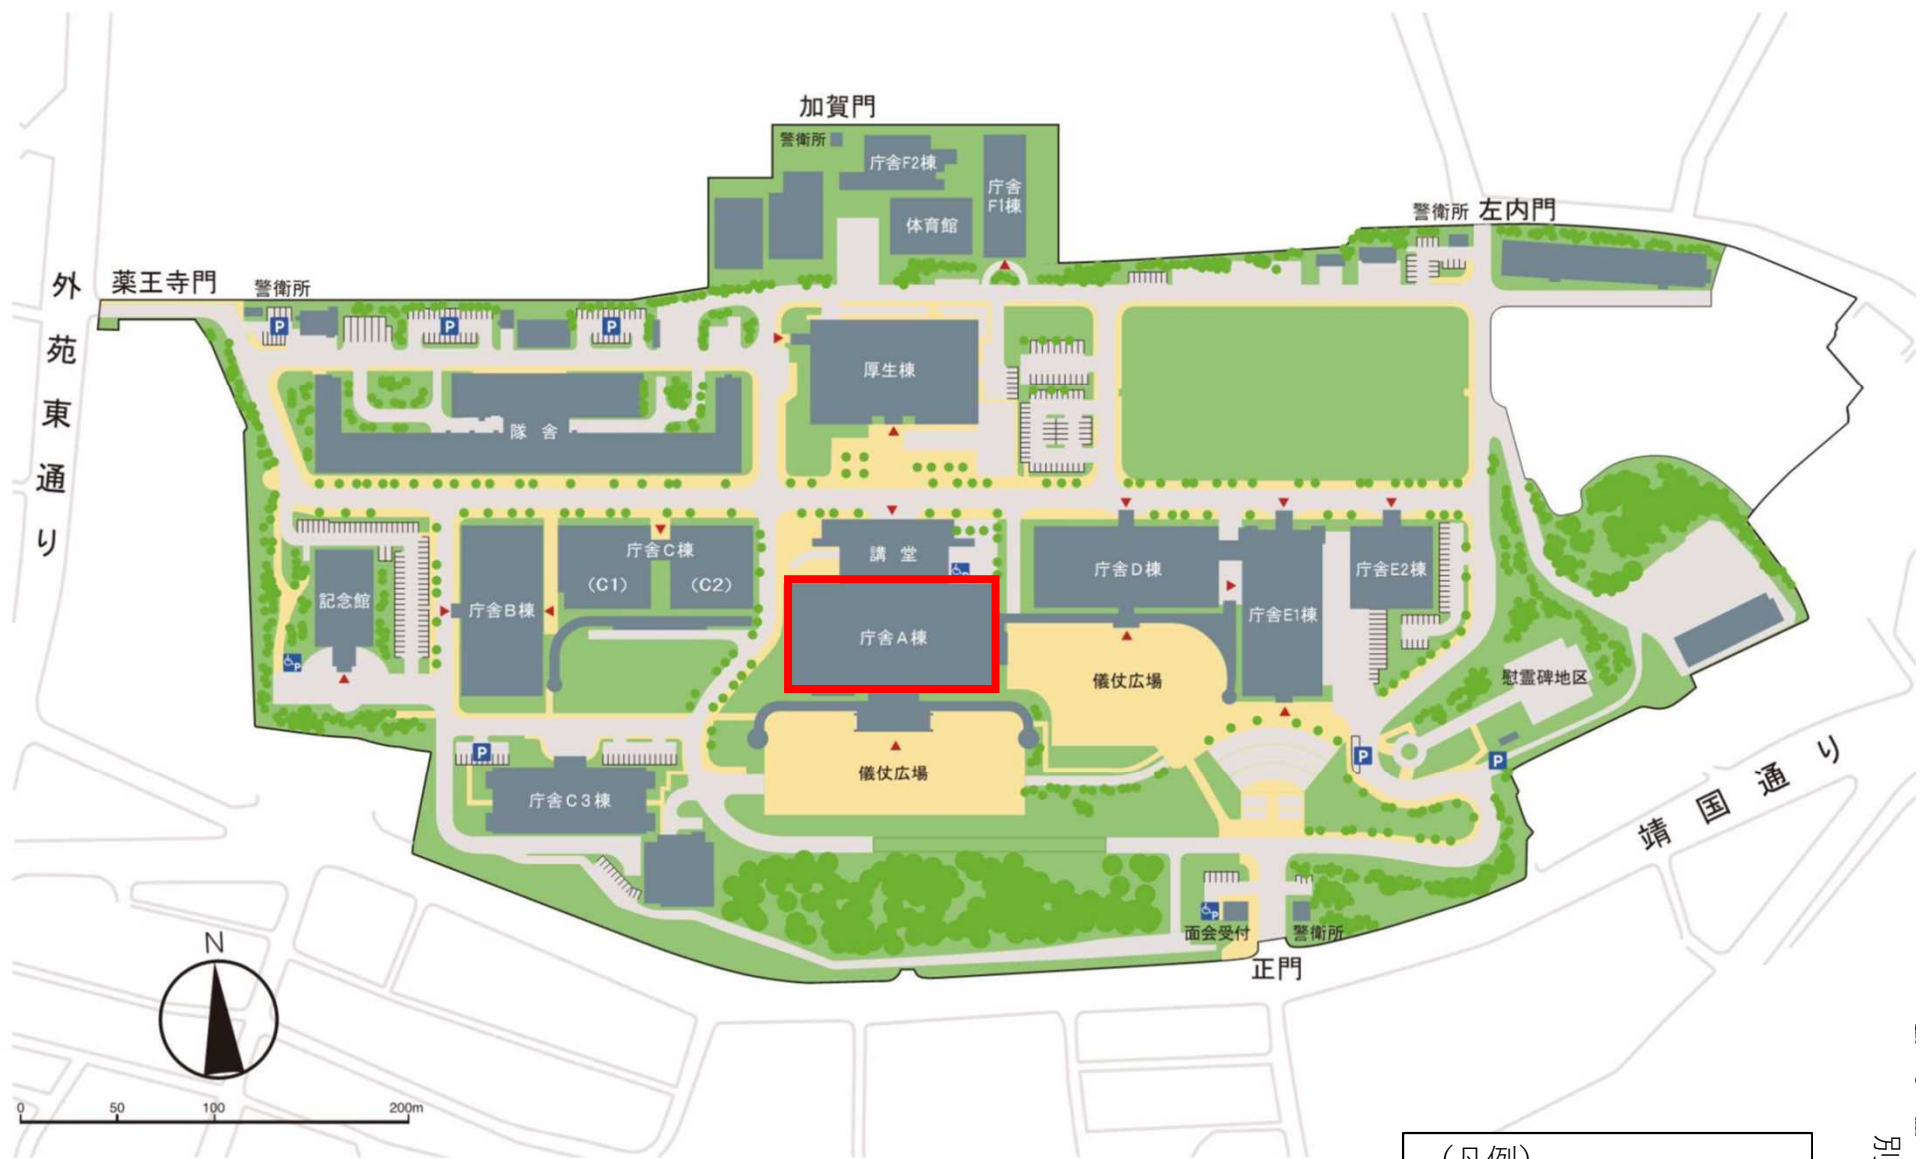 加賀門
警衛所
庁舎F2棟
庁舎
F1棟
体育館
警衛所
左内門
外苑東通り
薬王寺門
警衛所
P
P
P
厚生棟
隊 舎
講 堂
庁舎C棟
(C1)
(C2)
庁舎D棟
庁舎E2棟
記念館
庁舎B棟
庁舎A棟
庁舎E1棟
P
P
儀仗広場
慰霊碑地区
P
P
P
儀仗広場
庁舎C3棟
靖国通り
P
面会受付
警衛所
正門
N
0
50
100
200m
(凡例)
別